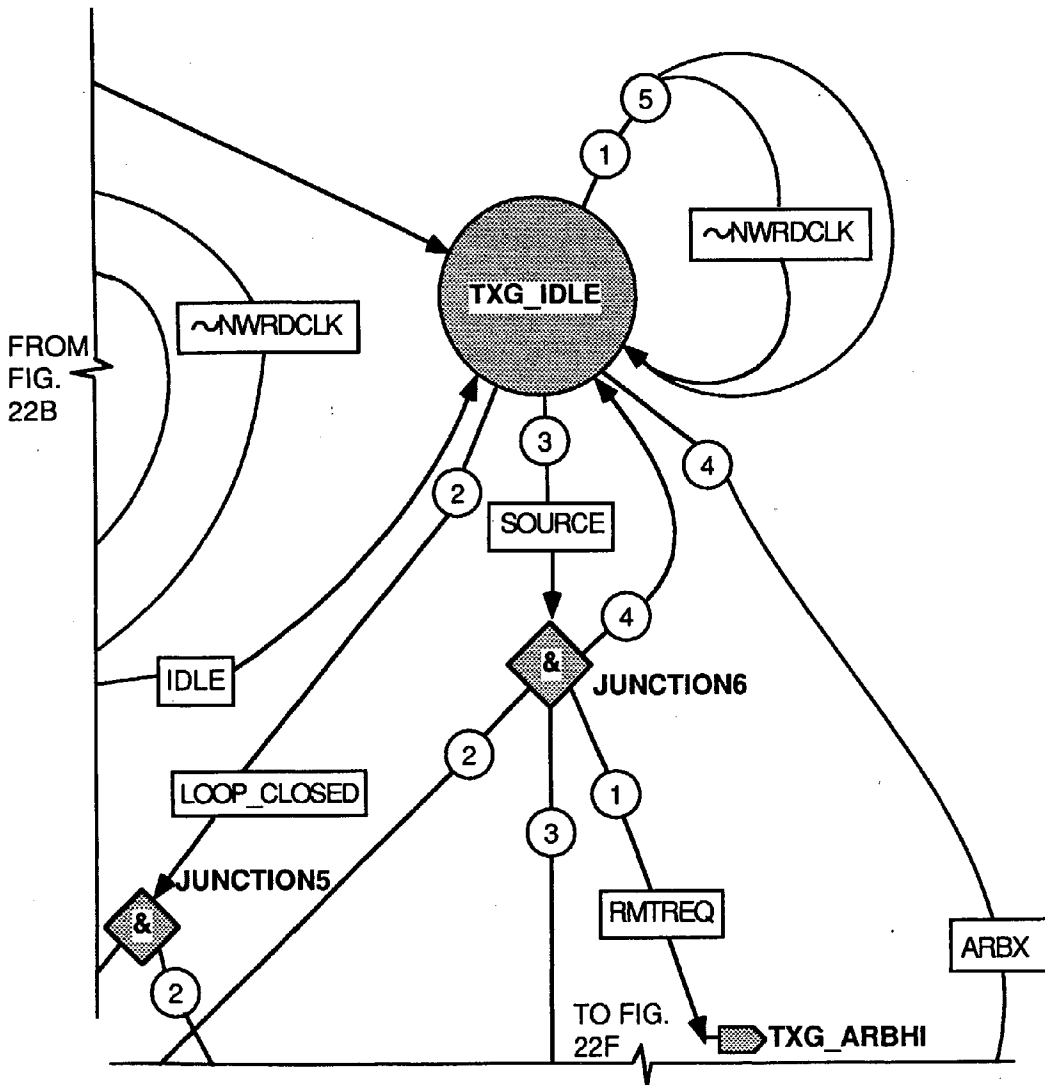 5
1
~NWRDCLK
TXG_IDLE
~NWRDCLK
FROM
FIG.
22B
3
4
2
SOURCE
4
&
IDLE
JUNCTION6
2
LOOP_CLOSED
1
3
JUNCTION5
&
RMTREQ
ARBX
2
TO FIG.
22F
TXG_ARBHI